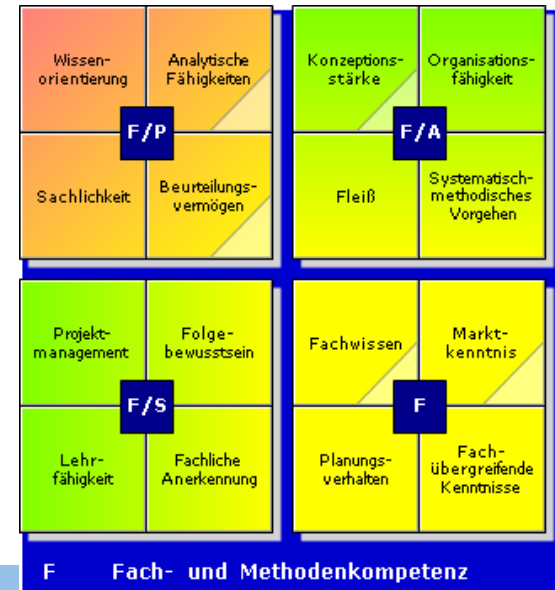 Wissen-
orientierung
Analytische
Fähigkeiten
F/P
Sachlichkeit
Beurteilungs-
vermögen
Konzeptions-
stärke
Organisations-
fähigkeit
F/A
Fleiß
Systematisch-
methodisches
Vorgehen
Projekt-
management
Folge-
bewusstsein
F/S
Lehr-
fähigkeit
Fachliche
Anerkennung
Fachwissen
Markt-
kenntnis
F
Planungs-
verhalten
Fach-
übergreifende
Kenntnisse
F Fach- und Methodenkompetenz